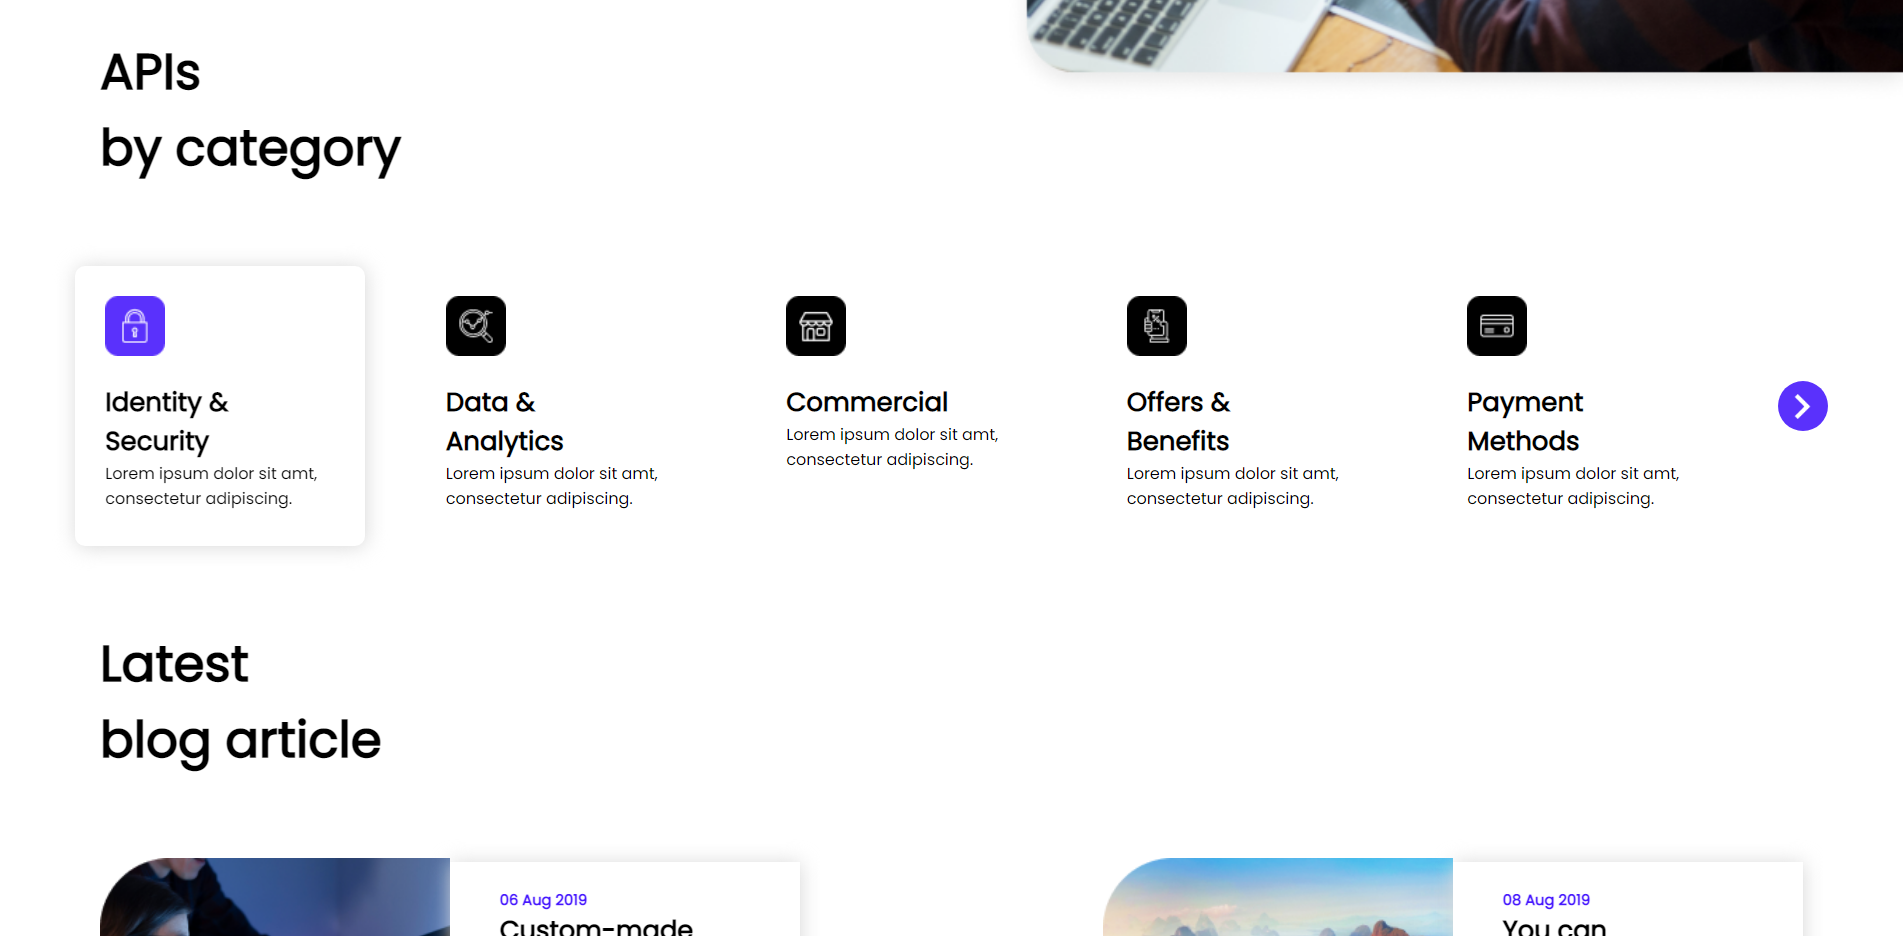 APIs
by category
Identity &
Security
Lorem ipsum dolor sit amt,
consectetur adipiscing.
Data &
Analytics
Lorem ipsum dolor sit amt,
consectetur adipiscing.
Commercial
Lorem ipsum dolor sit amt,
consectetur adipiscing.
Offers &
Benefits
Lorem ipsum dolor sit amt,
consectetur adipiscing.
Payment
Methods
Lorem ipsum dolor sit amt,
consectetur adipiscing.
Latest
blog article
06 Aug 2019
Custom-made
08 Aug 2019
You can